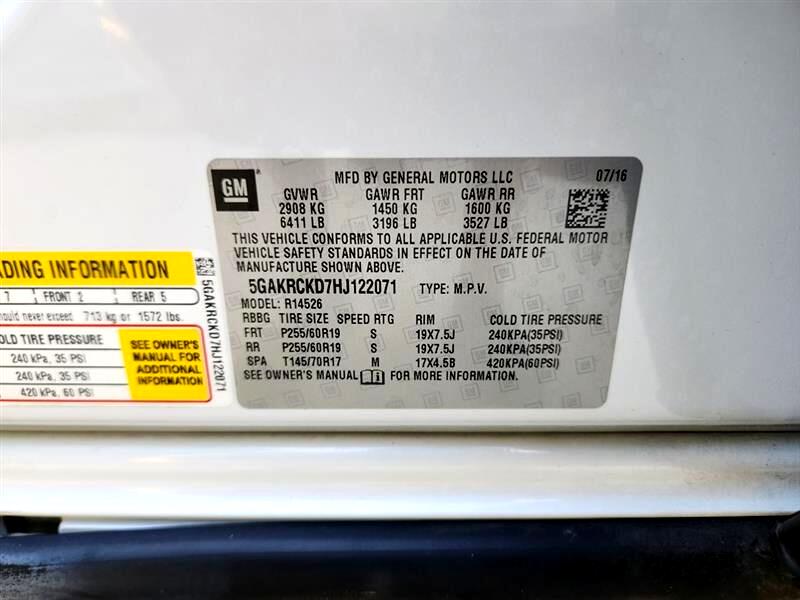 GM
MFD BY GENERAL MOTORS LLC 07/16
GVWR GAWR FRT GAWR RR
2908 KG 1450 KG 1600 KG
6411 LB 3196 LB 3527 LB
THIS VEHICLE CONFORMS TO ALL APPLICABLE U.S. FEDERAL MOTOR
VEHICLE SAFETY STANDARDS IN EFFECT ON THE DATE OF
MANUFACTURE SHOWN ABOVE.
5GAKRCKD7HJ122071 TYPE: M.P.V.
MODEL: R14526
RBBG TIRE SIZE SPEED RTG RIM COLD TIRE PRESSURE
FRT P255/60R19 S 19X7.5J 240KPA(35PSI)
RR P255/60R19 S 19X7.5J 240KPA(35PSI)
SPA T145/70R17 M 17X4.5B 420KPA(60PSI)
SEE OWNER'S MANUAL FOR MORE INFORMATION.
ADING INFORMATION
7 FRONT 2 REAR 5
ould never exceed 713 kg or 1572 lbs.
COLD TIRE PRESSURE
240 kPa, 35 PSI
240 kPa, 35 PSI
420 kPa, 60 PSI
SEE OWNER'S
MANUAL FOR
ADDITIONAL
INFORMATION
5GAKRCKD7HJ122071